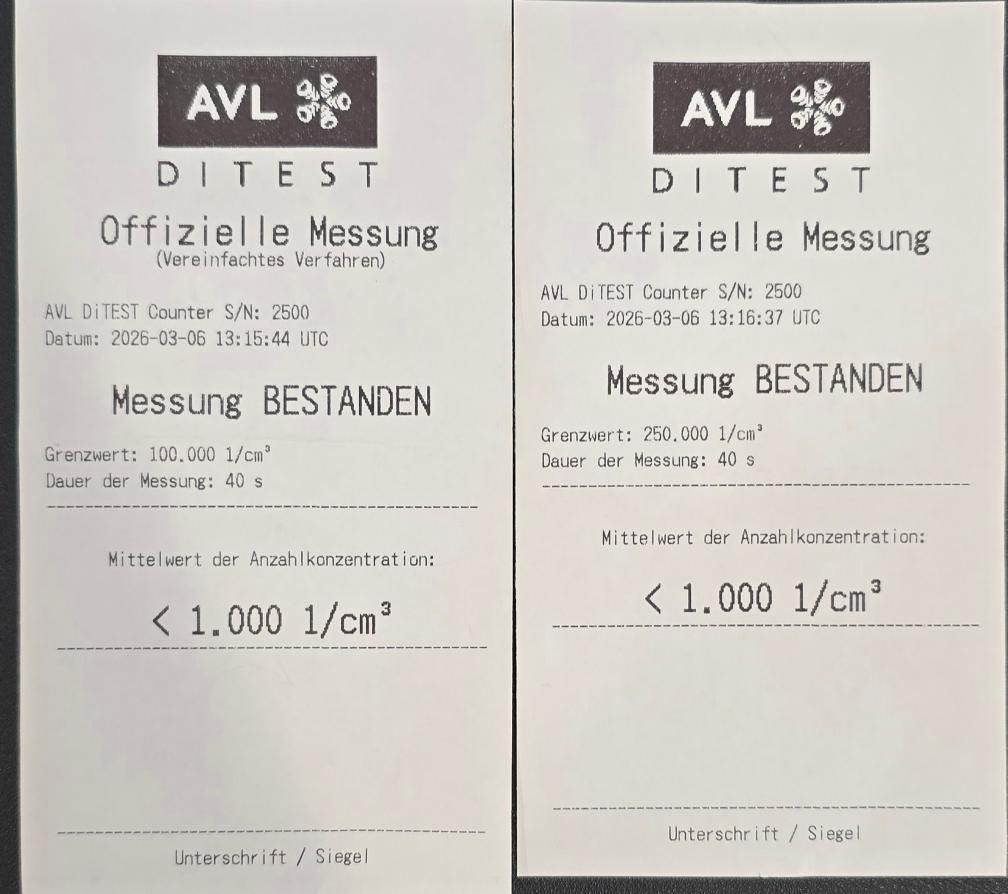 AVL
DITEST
Offizielle Messung
(Vereinfachtes Verfahren)
AVL DiTEST Counter S/N: 2500
Datum: 2026-03-06 13:15:44 UTC
Messung BESTANDEN
Grenzwert: 100.000 1/cm³
Dauer der Messung: 40 s
Mittelwert der Anzahlkonzentration:
< 1.000 1/cm³
Unterschrift / Siegel
AVL
DITEST
Offizielle Messung
AVL DiTEST Counter S/N: 2500
Datum: 2026-03-06 13:16:37 UTC
Messung BESTANDEN
Grenzwert: 250.000 1/cm³
Dauer der Messung: 40 s
Mittelwert der Anzahlkonzentration:
< 1.000 1/cm³
Unterschrift / Siegel